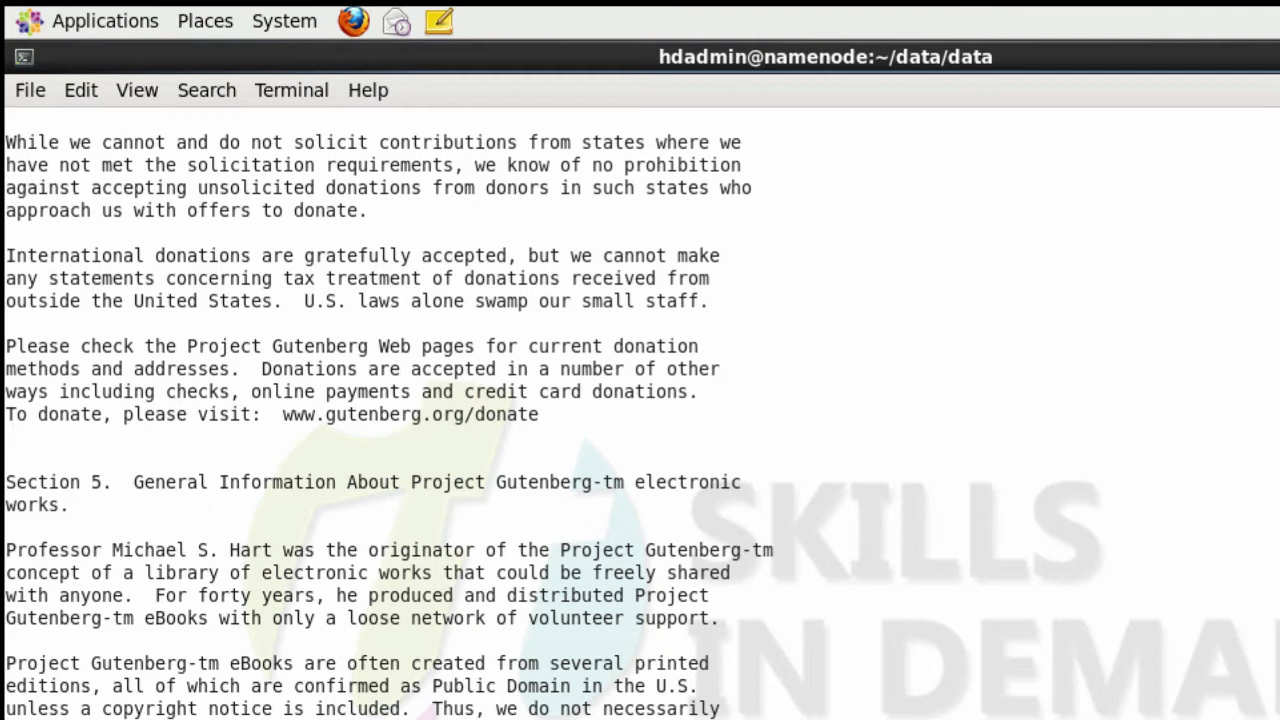 Applications Places System
hdadmin@namenode:~/data/data
File Edit View Search Terminal Help
While we cannot and do not solicit contributions from states where we
have not met the solicitation requirements, we know of no prohibition
against accepting unsolicited donations from donors in such states who
approach us with offers to donate.
International donations are gratefully accepted, but we cannot make
any statements concerning tax treatment of donations received from
outside the United States.  U.S. laws alone swamp our small staff.
Please check the Project Gutenberg Web pages for current donation
methods and addresses.  Donations are accepted in a number of other
ways including checks, online payments and credit card donations.
To donate, please visit:  www.gutenberg.org/donate
Section 5.  General Information About Project Gutenberg-tm electronic
works.
Professor Michael S. Hart was the originator of the Project Gutenberg-tm
concept of a library of electronic works that could be freely shared
with anyone.  For forty years, he produced and distributed Project
Gutenberg-tm eBooks with only a loose network of volunteer support.
Project Gutenberg-tm eBooks are often created from several printed
editions, all of which are confirmed as Public Domain in the U.S.
unless a copyright notice is included.  Thus, we do not necessarily
SKILLS
IN DEMA